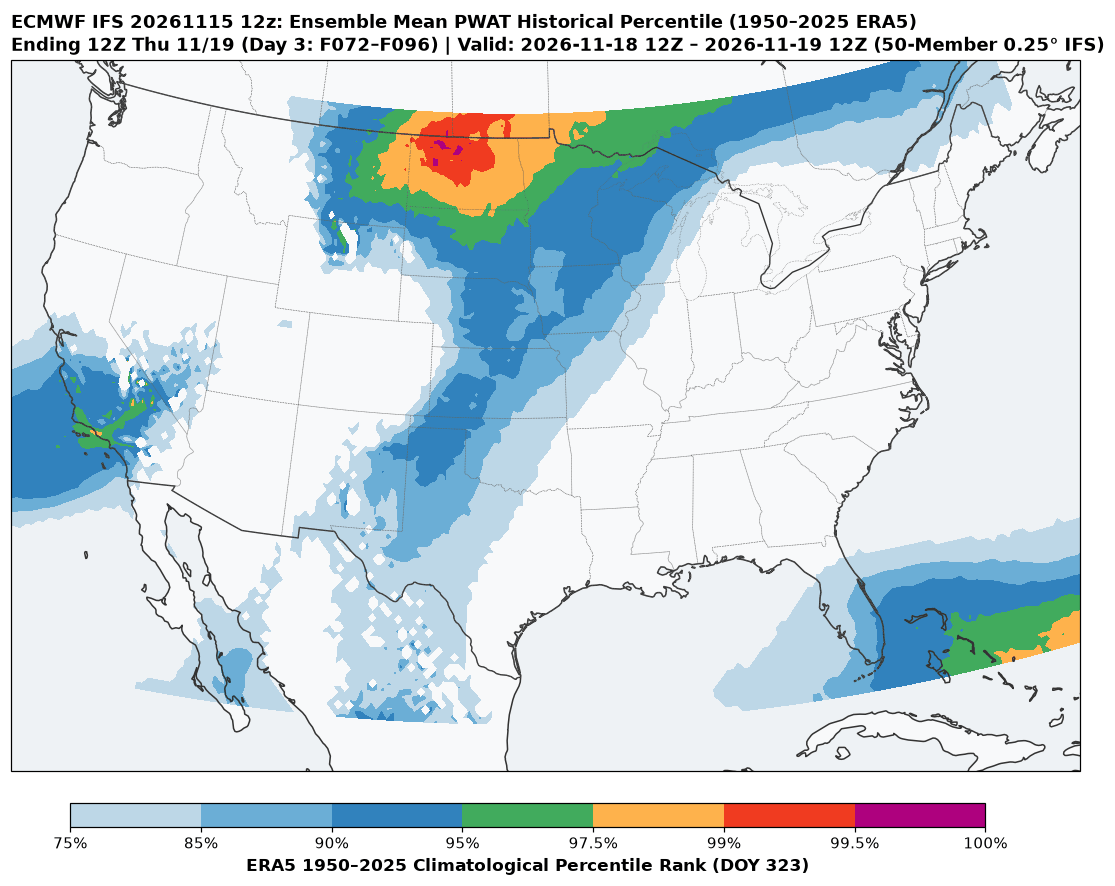 ECMWF IFS 20261115 12z: Ensemble Mean PWAT Historical Percentile (1950–2025 ERA5)
Ending 12Z Thu 11/19 (Day 3: F072–F096) | Valid: 2026-11-18 12Z – 2026-11-19 12Z (50-Member 0.25° IFS)
75% 85% 90% 95% 97.5% 99% 99.5% 100%
ERA5 1950–2025 Climatological Percentile Rank (DOY 323)